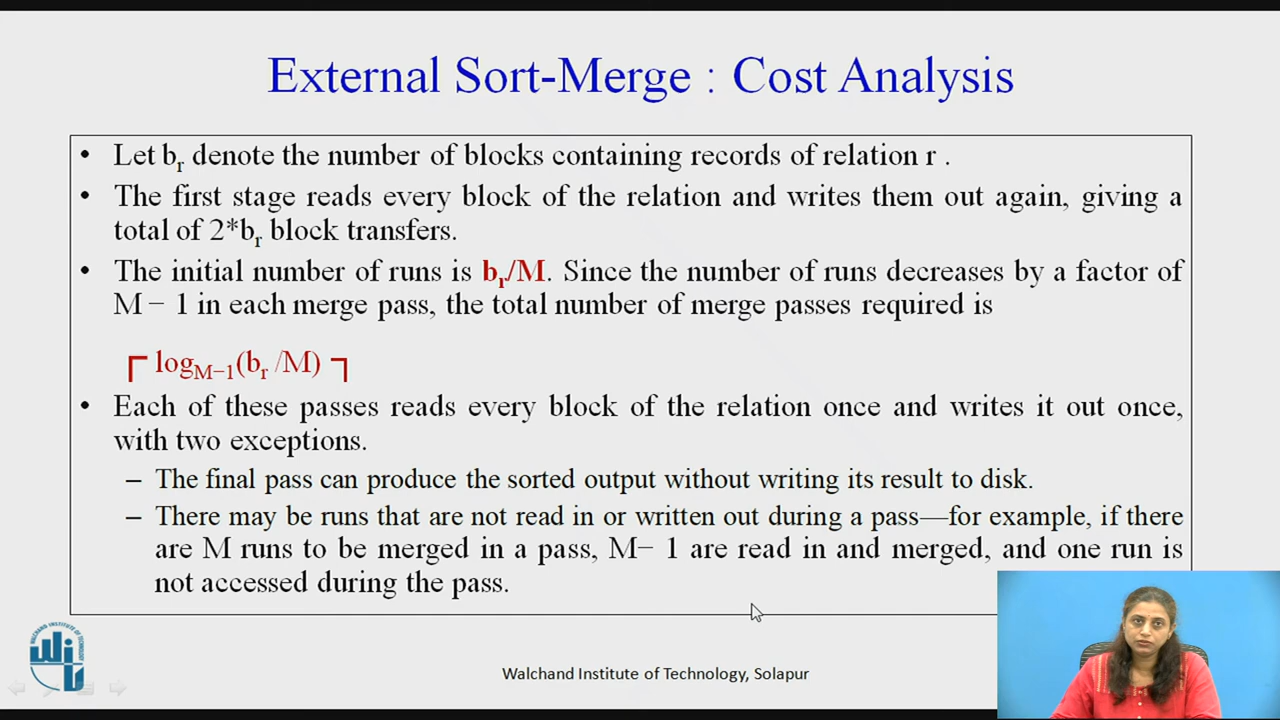 External Sort-Merge : Cost Analysis
• Let br denote the number of blocks containing records of relation r .
• The first stage reads every block of the relation and writes them out again, giving a
total of 2*br block transfers.
• The initial number of runs is br/M. Since the number of runs decreases by a factor of
M − 1 in each merge pass, the total number of merge passes required is
⌈ logM−1(br /M) ⌉
• Each of these passes reads every block of the relation once and writes it out once,
with two exceptions.
– The final pass can produce the sorted output without writing its result to disk.
– There may be runs that are not read in or written out during a pass—for example, if there
are M runs to be merged in a pass, M− 1 are read in and merged, and one run is
not accessed during the pass.
Walchand Institute of Technology, Solapur